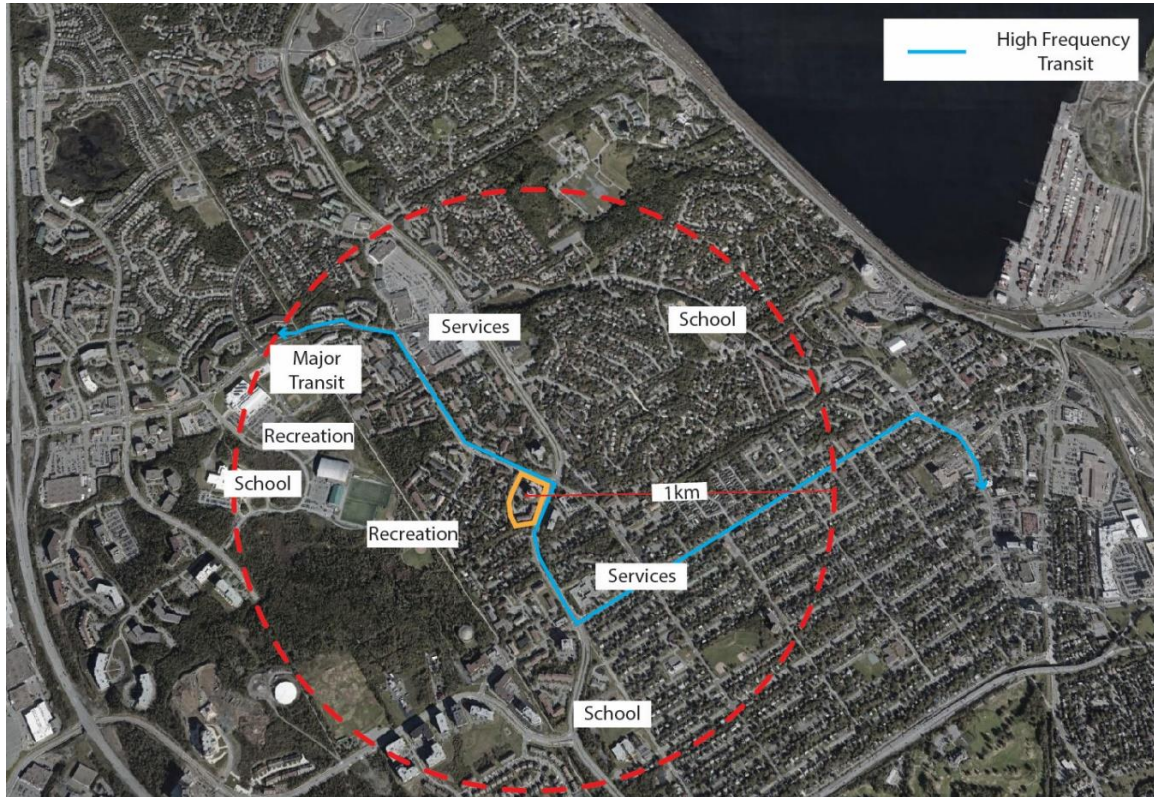 High Frequency
Transit
Services
School
Major
Transit
Recreation
School
1km
Recreation
Services
School